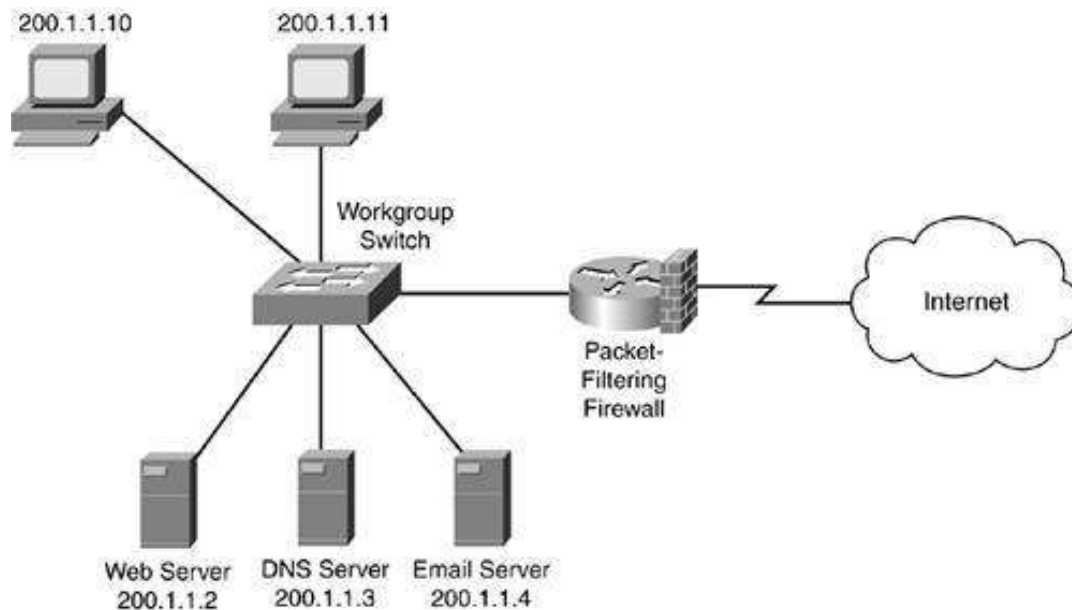 200.1.1.10
200.1.1.11
Workgroup
Switch
Packet-
Filtering
Firewall
Internet
Web Server
200.1.1.2
DNS Server
200.1.1.3
Email Server
200.1.1.4